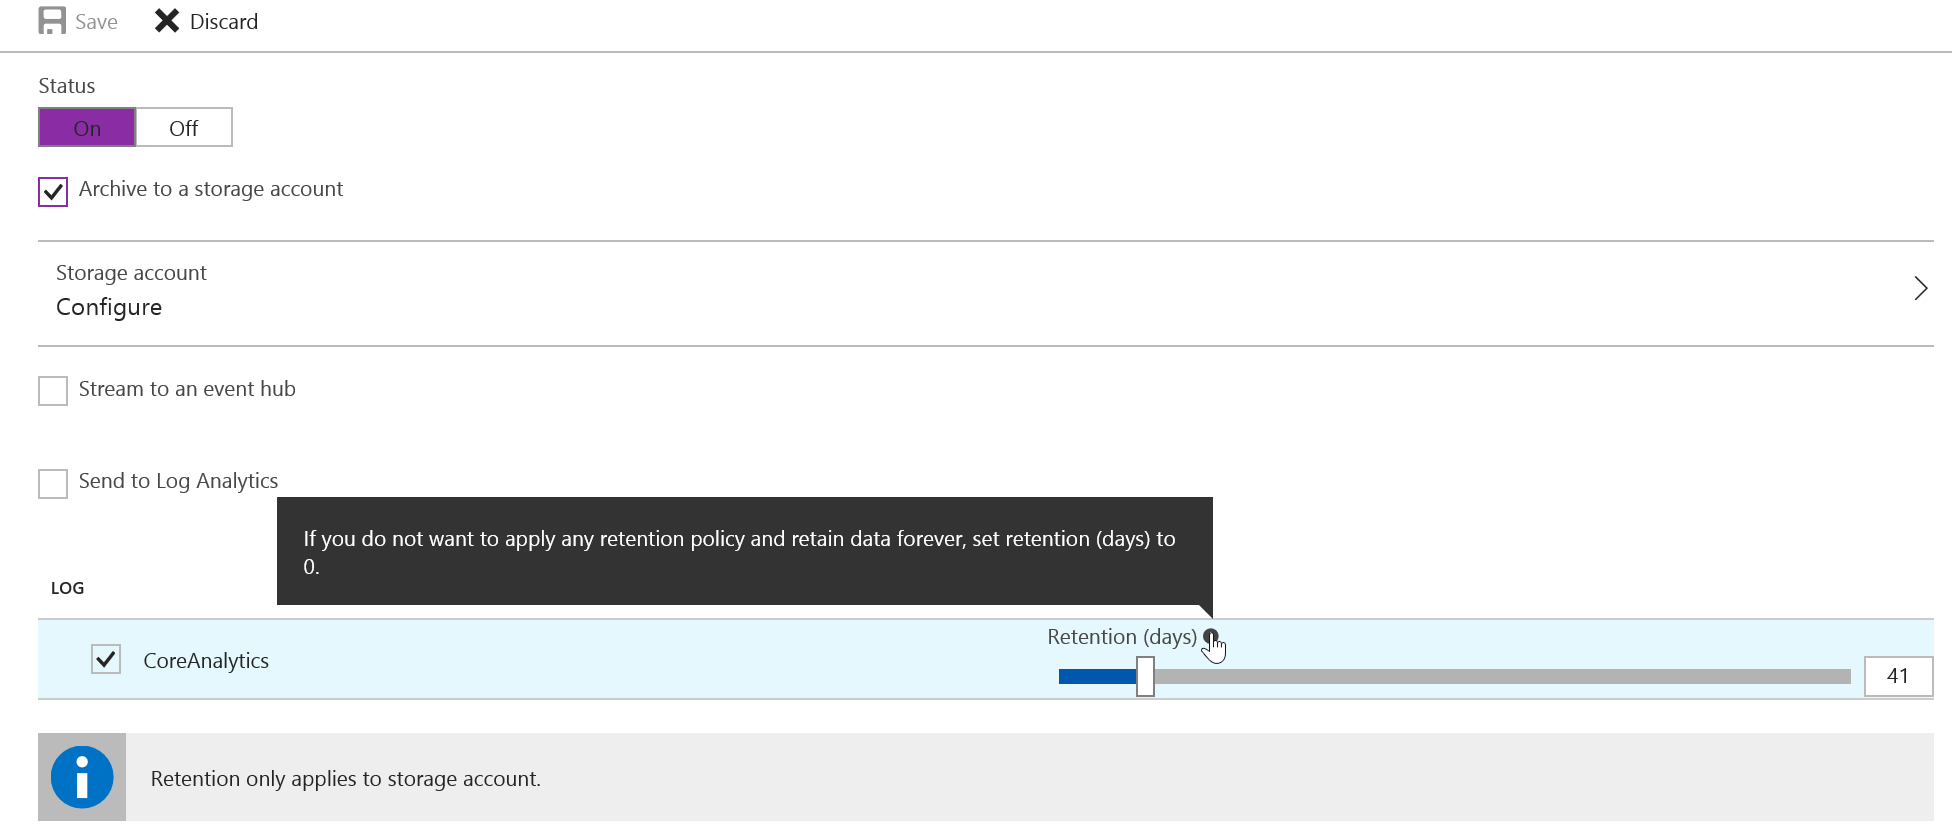 Save Discard
Status
On Off
Archive to a storage account
Storage account
Configure
Stream to an event hub
Send to Log Analytics
If you do not want to apply any retention policy and retain data forever, set retention (days) to
0.
LOG
Retention (days)
CoreAnalytics
41
Retention only applies to storage account.